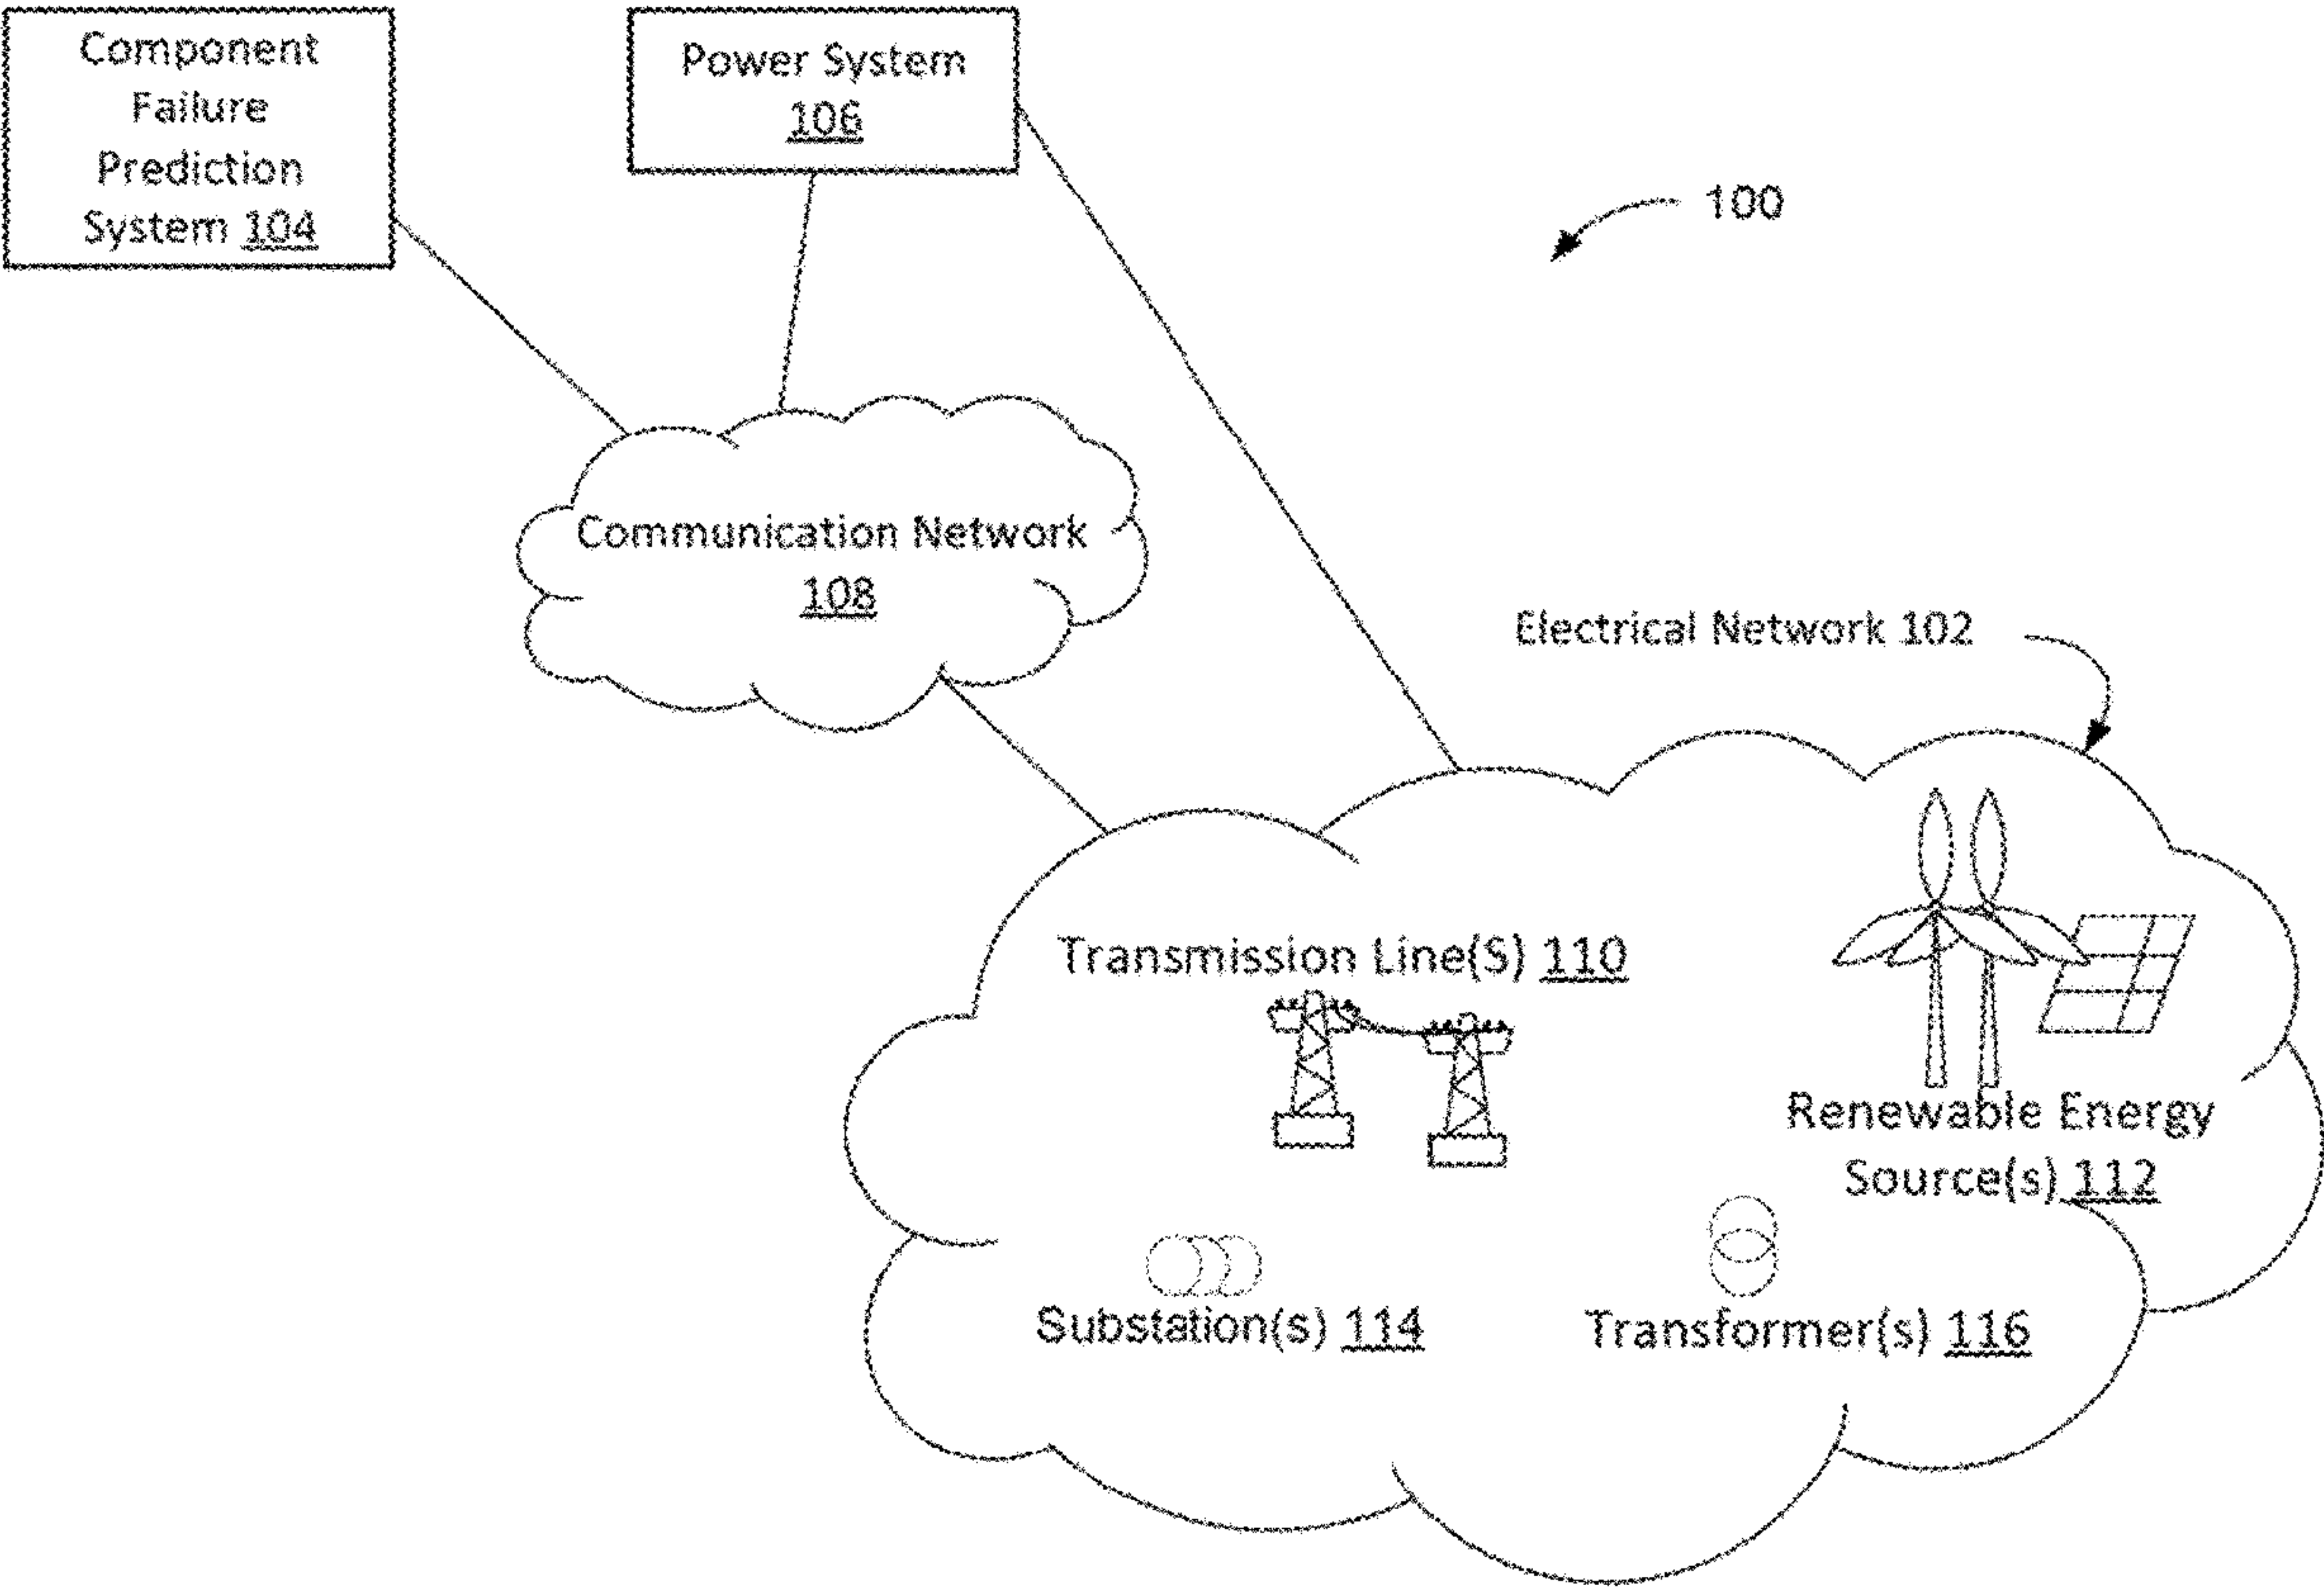 Component
Failure
Prediction
System 104
Power System
106
100
Communication Network
108
Electrical Network 102
Transmission Line(S) 110
Renewable Energy
Source(s) 112
Substation(s) 114
Transformer(s) 116